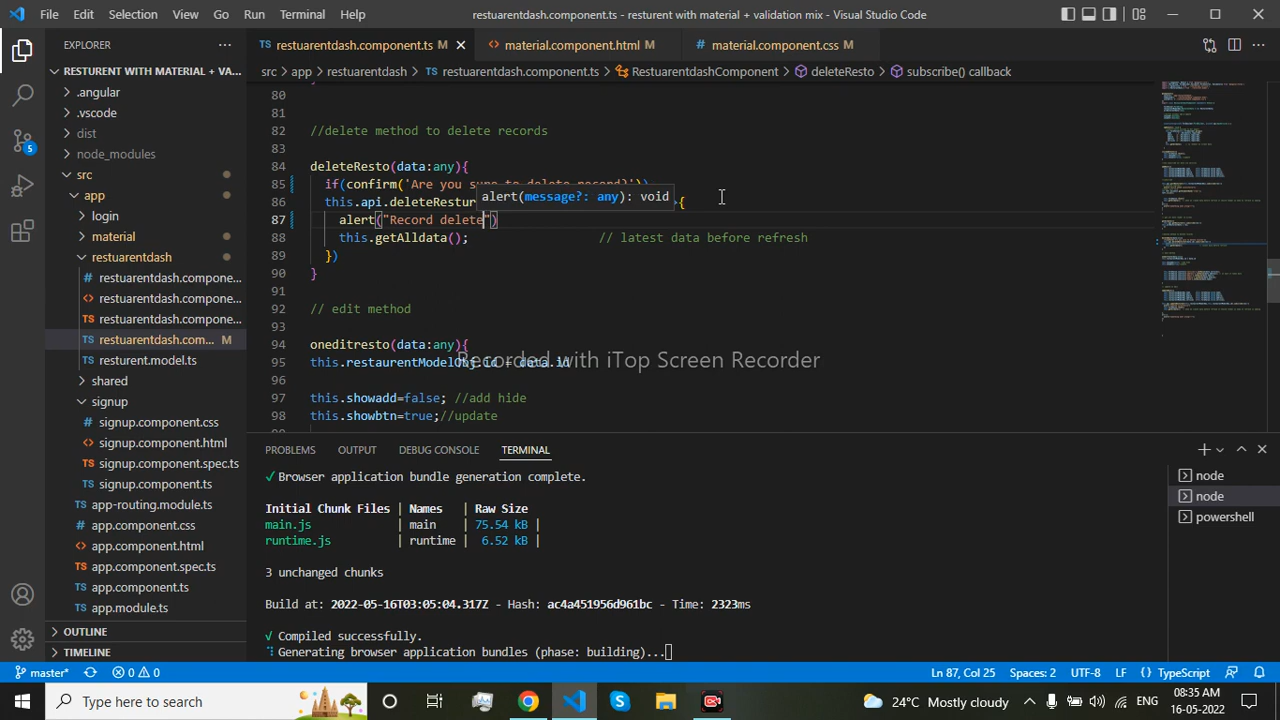 File Edit Selection View Go Run Terminal Help
restuarentdash.component.ts - resturent with material + validation mix - Visual Studio Code
EXPLORER
restuarentdash.component.ts M
material.component.html M
material.component.css M
RESTURENT WITH MATERIAL + VA...
src > app > restuarentdash > TS restuarentdash.component.ts > RestuarentdashComponent > deleteResto > subscribe() callback
.angular
.vscode
dist
node_modules
src
app
login
material
restuarentdash
restuarentdash.compone...
restuarentdash.compone...
TS restuarentdash.compone...
TS restuarentdash.com... M
TS resturent.model.ts
shared
signup
signup.component.css
signup.component.html
TS signup.component.spec.ts
TS signup.component.ts
TS app-routing.module.ts
app.component.css
app.component.html
TS app.component.spec.ts
TS app.component.ts
TS app.module.ts
OUTLINE
TIMELINE
80
81
82 //delete method to delete records
83
84 deleteResto(data:any){
85 if(confirm('Are you sure to delete record?'))
alert(message?: any): void
86 this.api.deleteRestu {
87 alert("Record delete")
88 this.getAlldata(); // latest data before refresh
89 })
90 }
91
92 // edit method
93
94 oneditresto(data:any){
95 this.restaurentModelObj.id = data.id
Recorded with iTop Screen Recorder
96
97 this.showadd=false; //add hide
98 this.showbtn=true;//update
PROBLEMS OUTPUT DEBUG CONSOLE TERMINAL
√ Browser application bundle generation complete.
Initial Chunk Files | Names | Raw Size
main.js | main | 75.54 kB |
runtime.js | runtime | 6.52 kB |
3 unchanged chunks
Build at: 2022-05-16T03:05:04.317Z - Hash: ac4a451956d961bc - Time: 2323ms
√ Compiled successfully.
Generating browser application bundles (phase: building)...
node
node
powershell
5
master* 0 0
Ln 87, Col 25 Spaces: 2 UTF-8 LF {} TypeScript
Type here to search
24°C Mostly cloudy
ENG
08:35 AM
16-05-2022